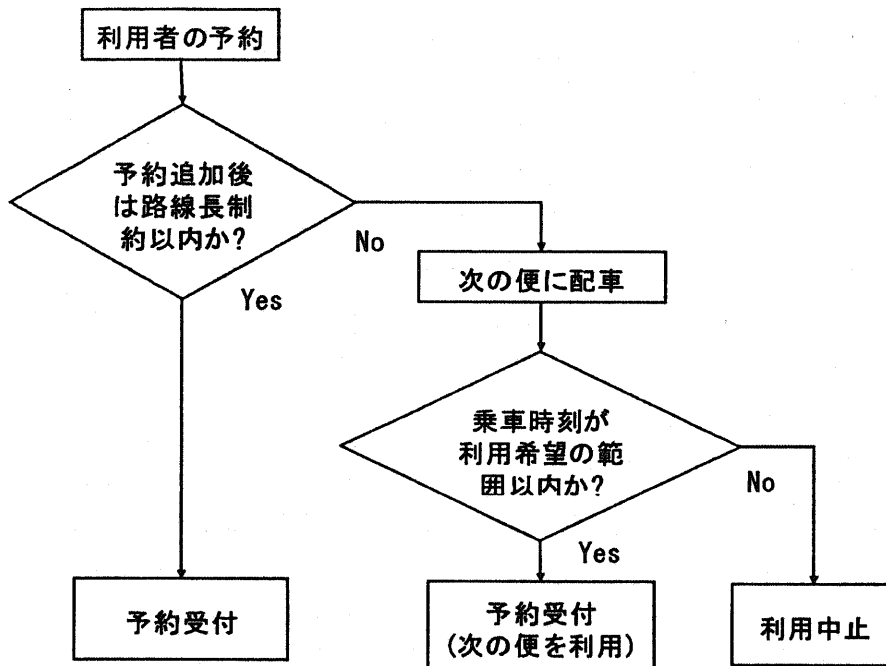 利用者の予約
予約追加後
は路線長制
約以内か?
No
Yes
次の便に配車
乗車時刻が
利用希望の範
囲以内か?
No
Yes
予約受付
予約受付
(次の便を利用)
利用中止